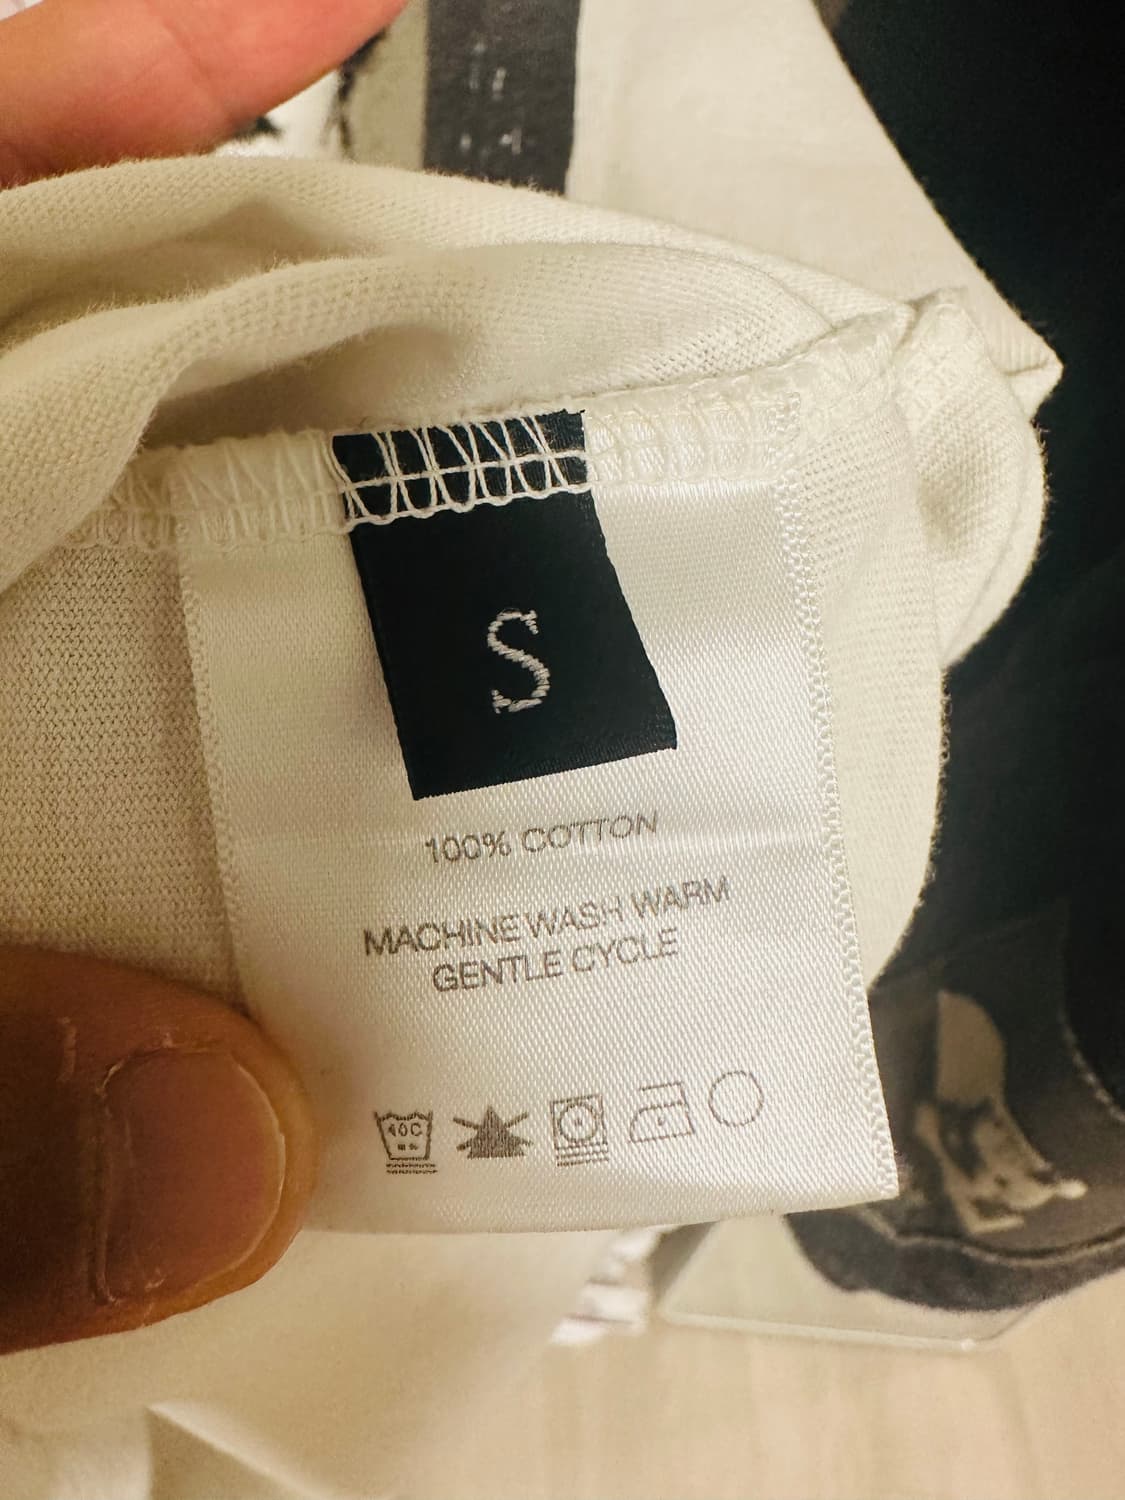 S
100% COTTON
MACHINE WASH WARM
GENTLE CYCLE
40C